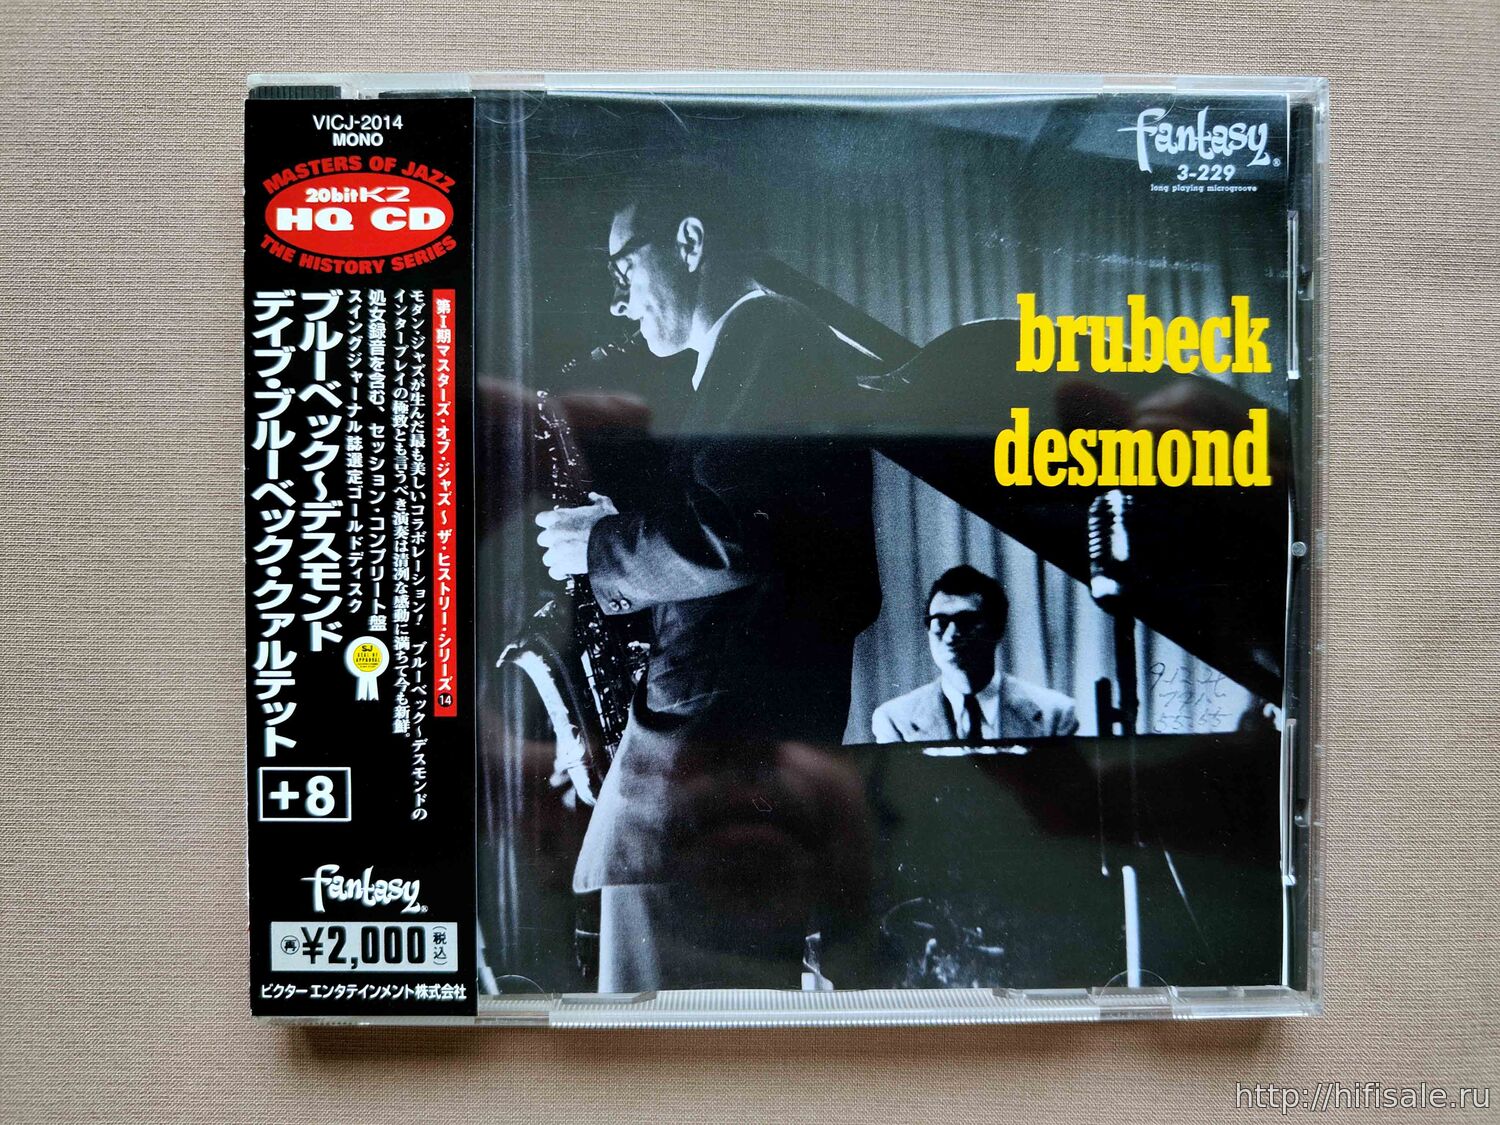 VICJ-2014
MONO
MASTERS OF JAZZ
20bit K2
HQ CD
THE HISTORY SERIES
第I期マスターズ・オブ・ジャズ〜ザ・ヒストリー・シリーズ⑭
モダン・ジャズが生んだ最も美しいコラボレーション! ブルーベック〜デスモンドの
インタープレイの極致とも言うべき演奏は清冽な感動に満ちて今も新鮮。
処女録音を含む、セッション・コンプリート盤
スイングジャーナル誌選定ゴールドディスク
SJ
SEAL OF
APPROVAL
ブルーベック〜デスモンド
デイブ・ブルーベック・クァルテット
+8
fantasy®
再 ¥2,000(税込)
ビクターエンタテインメント株式会社
fantasy®
3-229
long playing microgroove
brubeck
desmond
http://hifisale.ru